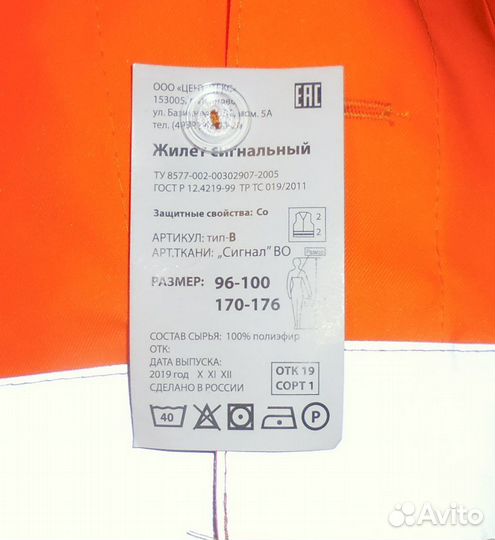 ООО «ЦЕНТР
153005, г.
ул.
EAC
тел.
Жилет сигнальный
ТУ 8577-002-00302907-2005
ГОСТ Р 12.4219-99 ТР ТС 019/2011
Защитные свойства: Со
2
2
АРТИКУЛ: тип-В
АРТ.ТКАНИ: „Сигнал" ВО
РАЗМЕР: 96-100
170-176
СОСТАВ СЫРЬЯ: 100% полиэфир
ОТК:
ДАТА ВЫПУСКА:
2019 год X XI XII
СДЕЛАНО В РОССИИ
ОТК 19
СОРТ 1
40
P
Avito